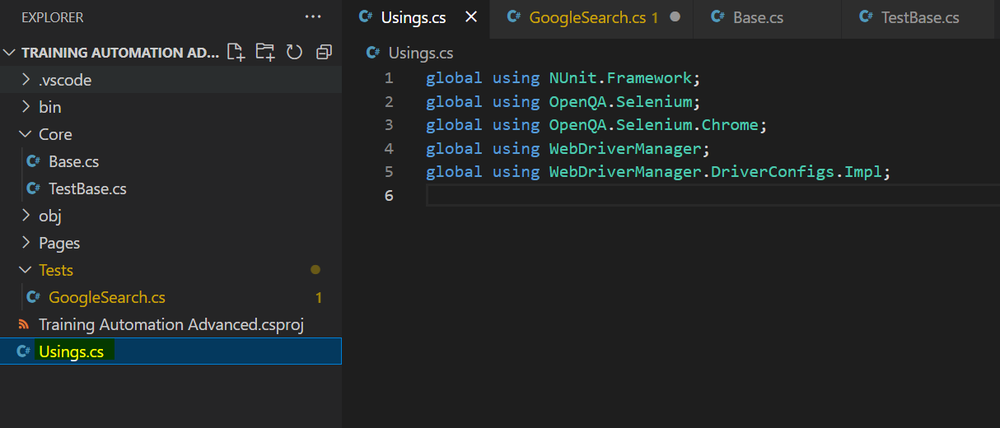 EXPLORER ...
TRAINING AUTOMATION AD...
.vscode
bin
Core
C# Base.cs
C# TestBase.cs
obj
Pages
Tests
C# GoogleSearch.cs 1
Training Automation Advanced.csproj
C# Usings.cs
C# Usings.cs
C# GoogleSearch.cs 1
C# Base.cs
C# TestBase.cs
C# Usings.cs
1 global using NUnit.Framework;
2 global using OpenQA.Selenium;
3 global using OpenQA.Selenium.Chrome;
4 global using WebDriverManager;
5 global using WebDriverManager.DriverConfigs.Impl;
6